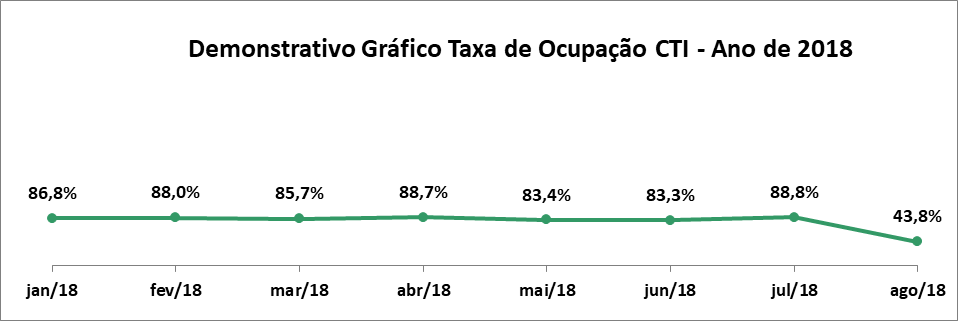 Demonstrativo Gráfico Taxa de Ocupação CTI - Ano de 2018
86,8% 88,0% 85,7% 88,7% 83,4% 83,3% 88,8% 43,8%
jan/18 fev/18 mar/18 abr/18 mai/18 jun/18 jul/18 ago/18